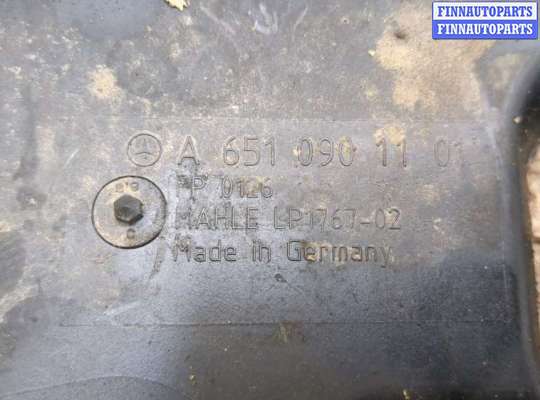 FINNAUTOPARTS
FINNAUTOPARTS
A 651 090 11 01
PP 0126
MAHLE LP1767-02
Made in Germany